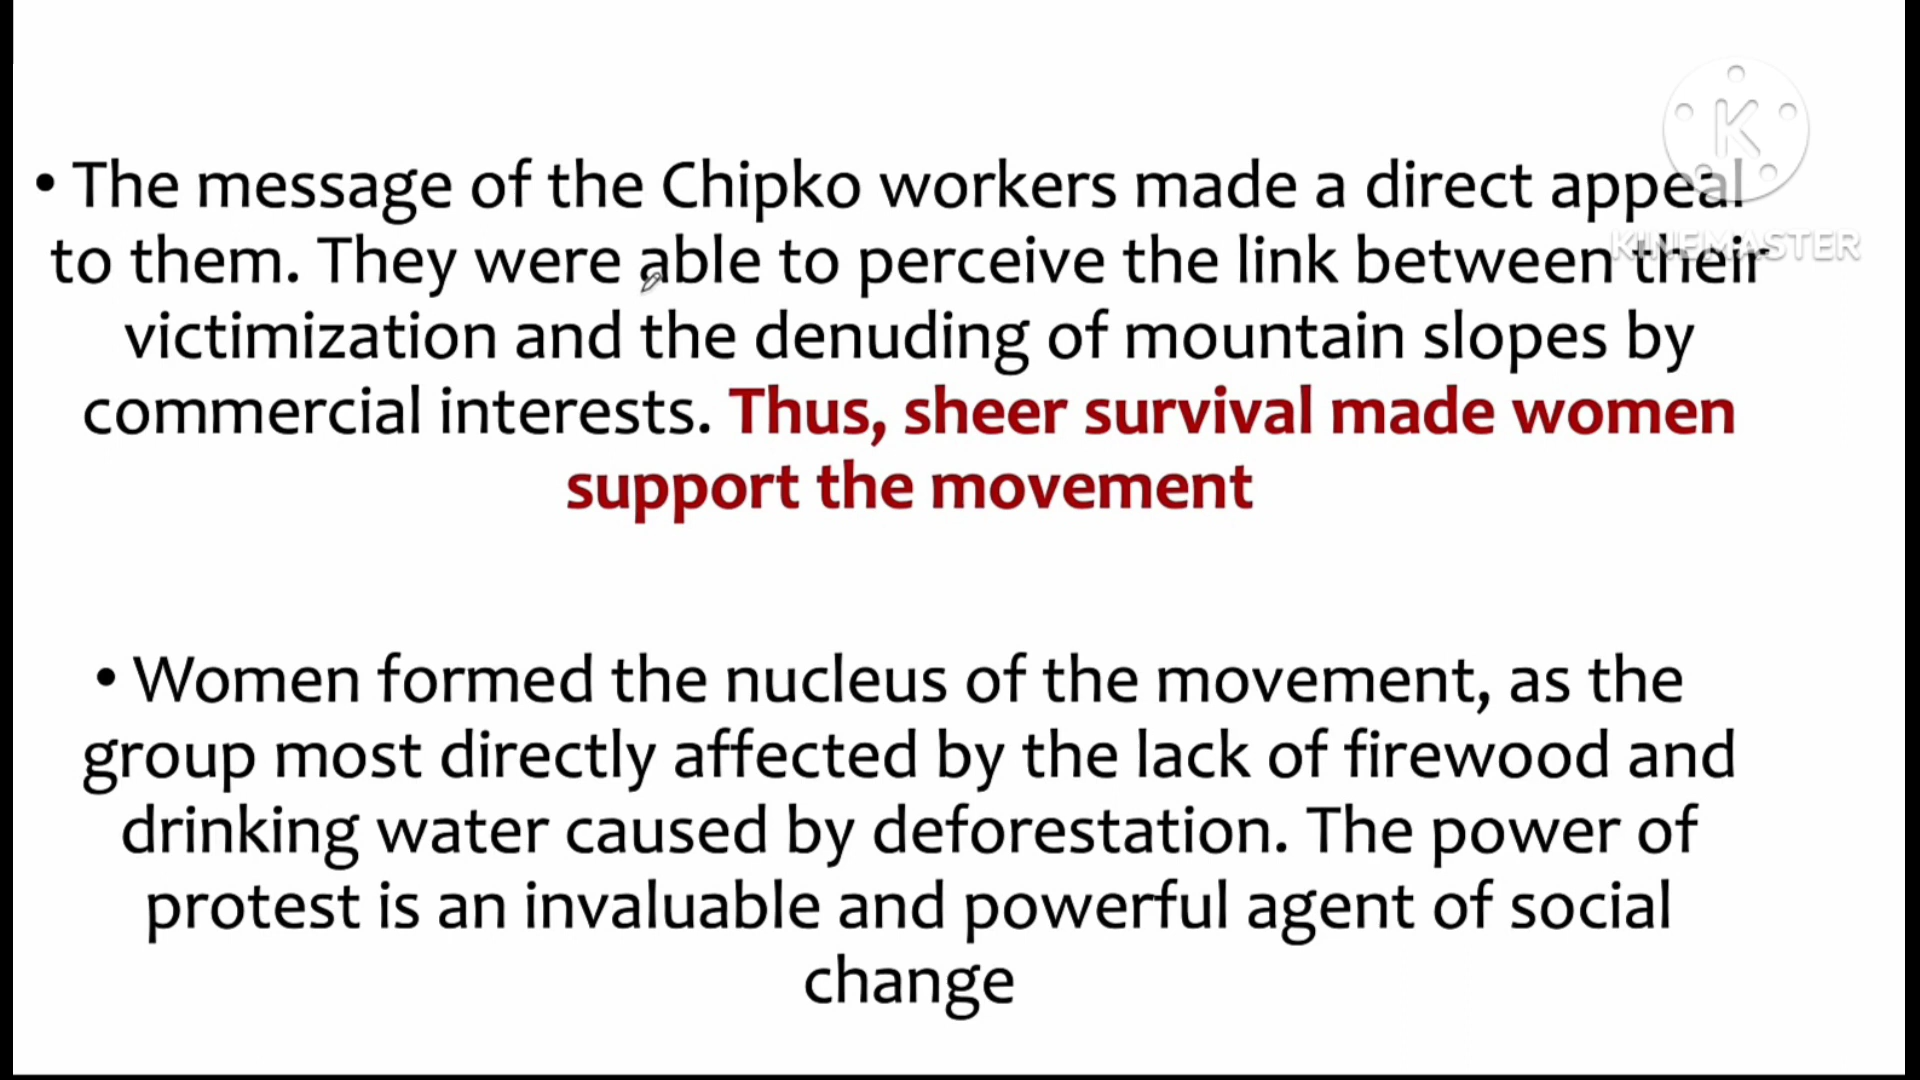 • The message of the Chipko workers made a direct appeal
to them. They were able to perceive the link between their
victimization and the denuding of mountain slopes by
commercial interests. Thus, sheer survival made women
support the movement
• Women formed the nucleus of the movement, as the
group most directly affected by the lack of firewood and
drinking water caused by deforestation. The power of
protest is an invaluable and powerful agent of social
change
K
KINEMASTER